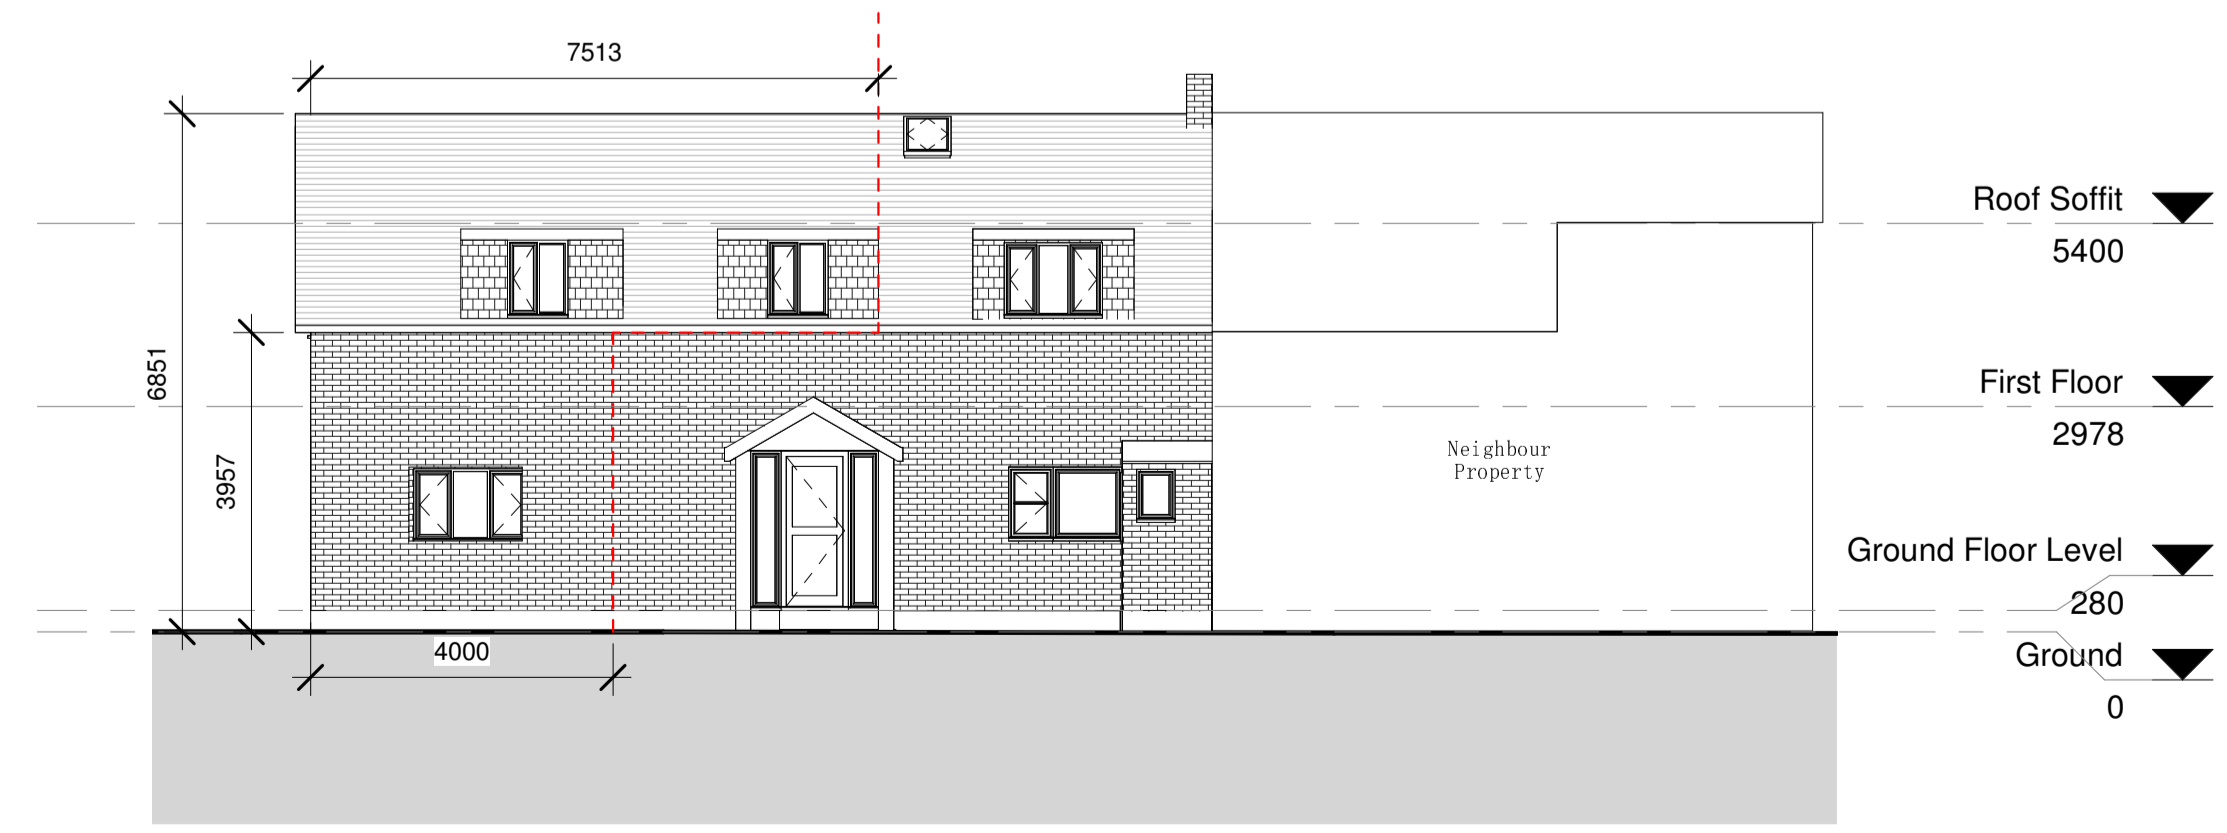 7513
Roof Soffit
5400
6851
First Floor
2978
3957
Neighbour
Property
Ground Floor Level
280
4000
Ground
0